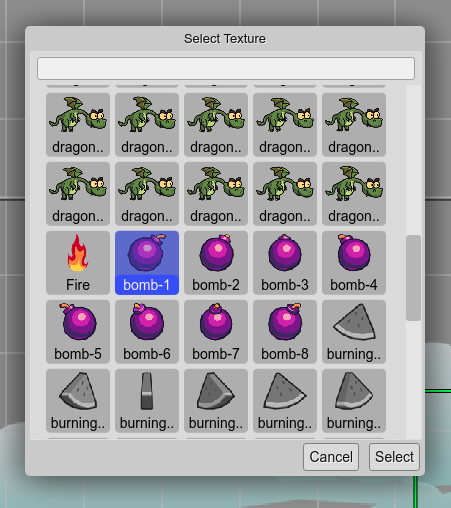 Select Texture
dragon.. dragon.. dragon.. dragon.. dragon..
dragon.. dragon.. dragon.. dragon.. dragon..
Fire bomb-1 bomb-2 bomb-3 bomb-4
bomb-5 bomb-6 bomb-7 bomb-8 burning..
burning.. burning.. burning.. burning.. burning..
Cancel Select